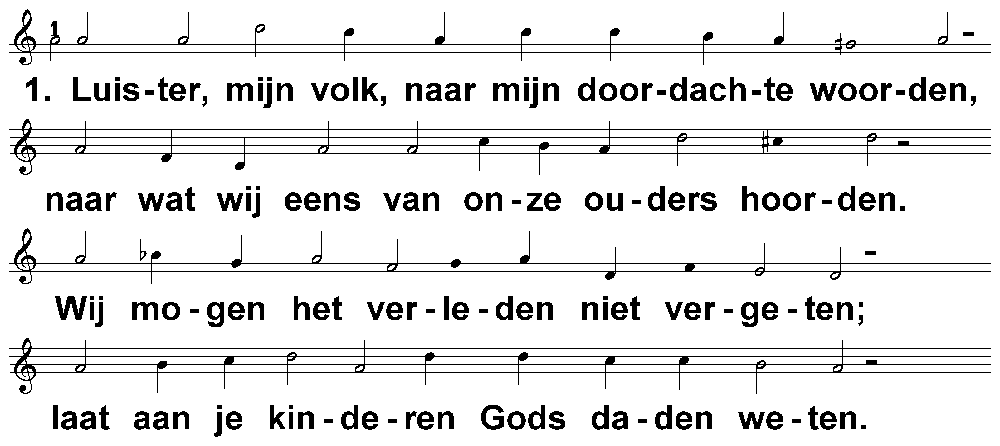 1
1. Luis-ter, mijn volk, naar mijn door-dach-te woor-den,
naar wat wij eens van on-ze ou-ders hoor-den.
Wij mo-gen het ver-le-den niet ver-ge-ten;
laat aan je kin-de-ren Gods da-den we-ten.